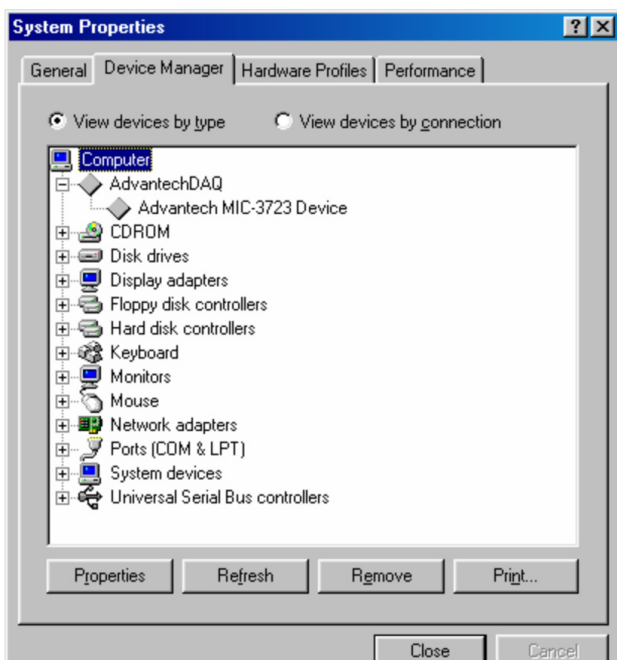 System Properties
General Device Manager Hardware Profiles Performance
View devices by type View devices by connection
Computer
AdvantechDAQ
Advantech MIC-3723 Device
CDROM
Disk drives
Display adapters
Floppy disk controllers
Hard disk controllers
Keyboard
Monitors
Mouse
Network adapters
Ports (COM & LPT)
System devices
Universal Serial Bus controllers
Properties Refresh Remove Print...
Close Cancel